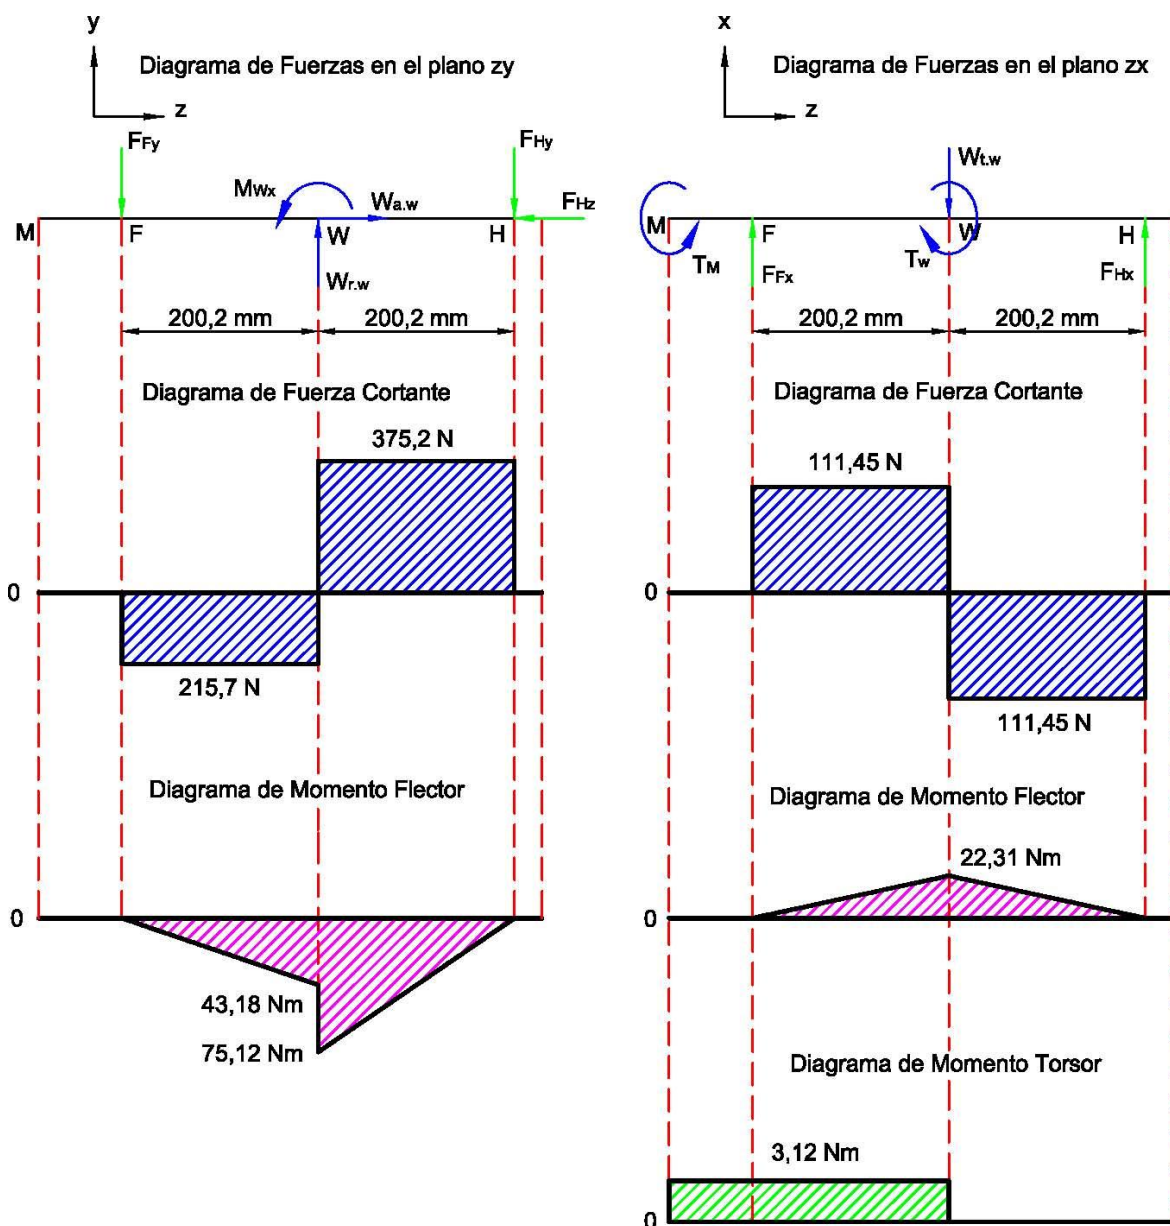 y
Diagrama de Fuerzas en el plano zy
z
FFy
FHy
MWx
Wa.w
FHz
M
F
W
H
Wr.w
200,2 mm
200,2 mm
Diagrama de Fuerza Cortante
375,2 N
0
215,7 N
Diagrama de Momento Flector
0
43,18 Nm
75,12 Nm
x
Diagrama de Fuerzas en el plano zx
z
Wt.w
M
F
W
H
TM
FFx
Tw
FHx
200,2 mm
200,2 mm
Diagrama de Fuerza Cortante
111,45 N
0
111,45 N
Diagrama de Momento Flector
22,31 Nm
0
Diagrama de Momento Torsor
3,12 Nm
0